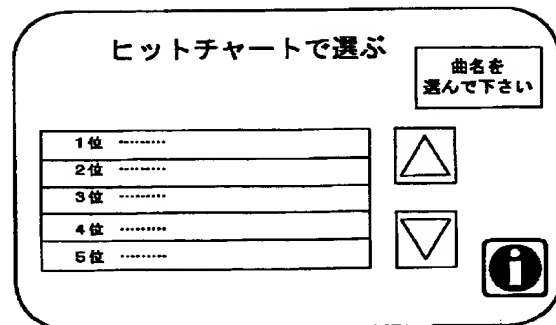 ヒットチャートで選ぶ
曲名を
選んで下さい
1位 ………
2位 ………
3位 ………
4位 ………
5位 ………
i